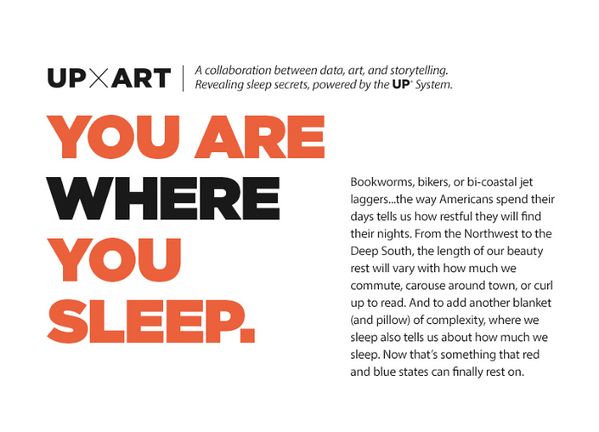 UP×ART
A collaboration between data, art, and storytelling.
Revealing sleep secrets, powered by the UP® System.
YOU ARE
WHERE
YOU
SLEEP.
Bookworms, bikers, or bi-coastal jet
laggers...the way Americans spend their
days tells us how restful they will find
their nights. From the Northwest to the
Deep South, the length of our beauty
rest will vary with how much we
commute, carouse around town, or curl
up to read. And to add another blanket
(and pillow) of complexity, where we
sleep also tells us about how much we
sleep. Now that's something that red
and blue states can finally rest on.